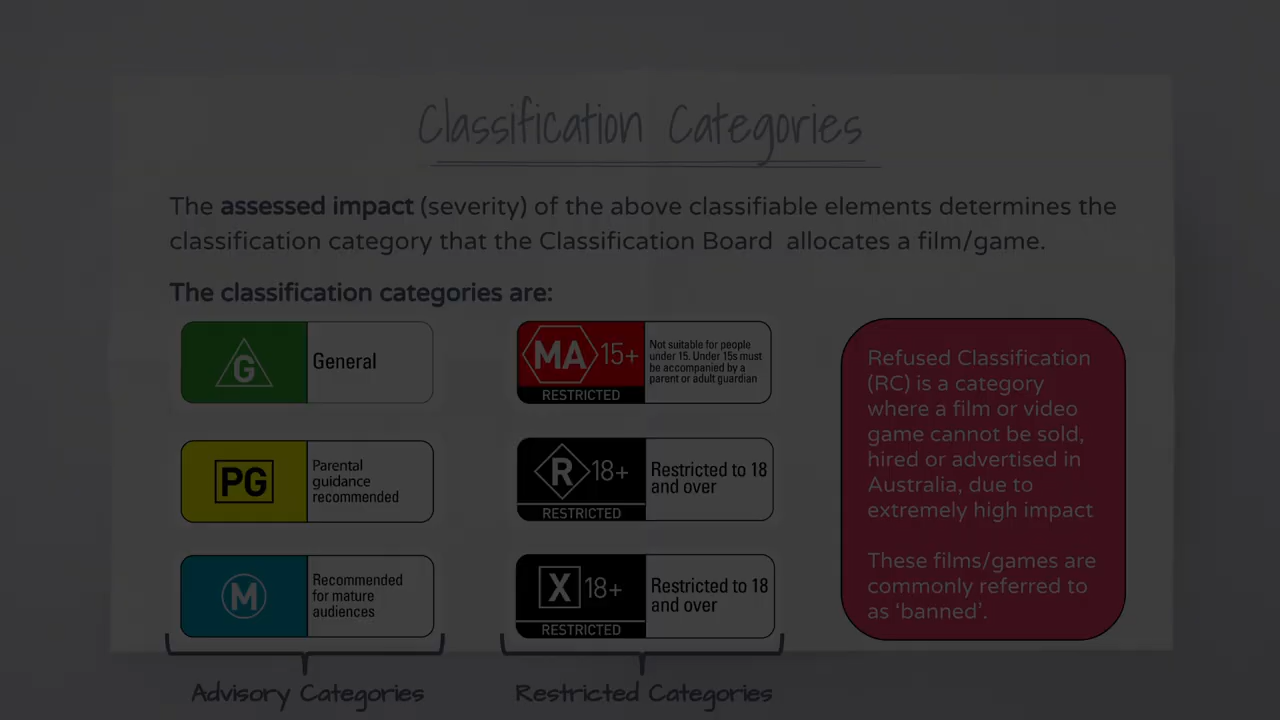 Classification Categories
The assessed impact (severity) of the above classifiable elements determines the
classification category that the Classification Board allocates a film/game.
The classification categories are:
G
General
PG
Parental
guidance
recommended
M
Recommended
for mature
audiences
Advisory Categories
MA 15+
RESTRICTED
Not suitable for people
under 15. Under 15s must
be accompanied by a
parent or adult guardian
R 18+
RESTRICTED
Restricted to 18
and over
X 18+
RESTRICTED
Restricted to 18
and over
Restricted Categories
Refused Classification
(RC) is a category
where a film or video
game cannot be sold,
hired or advertised in
Australia, due to
extremely high impact
These films/games are
commonly referred to
as ‘banned’.